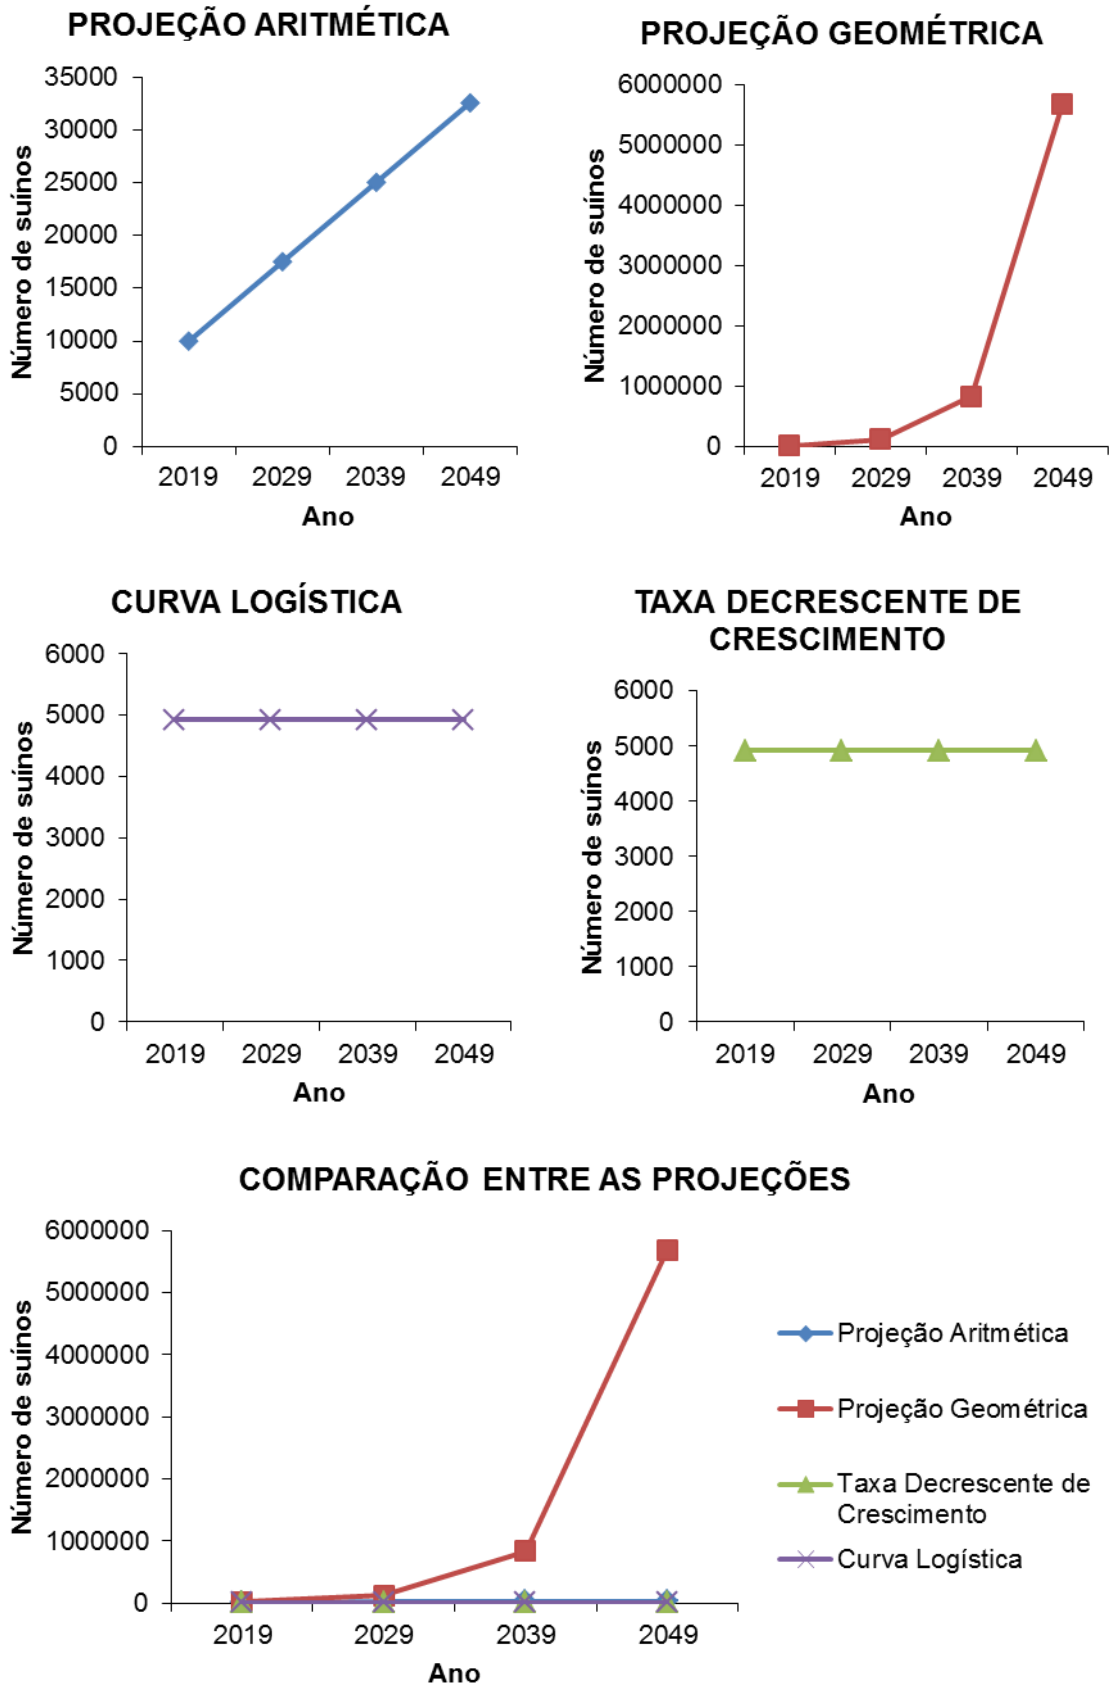 PROJEÇÃO ARITMÉTICA
Número de suínos
35000
30000
25000
20000
15000
10000
5000
0
2019 2029 2039 2049
Ano
PROJEÇÃO GEOMÉTRICA
Número de suínos
6000000
5000000
4000000
3000000
2000000
1000000
0
2019 2029 2039 2049
Ano
CURVA LOGÍSTICA
Número de suínos
6000
5000
4000
3000
2000
1000
0
2019 2029 2039 2049
Ano
TAXA DECRESCENTE DE
CRESCIMENTO
Número de suínos
6000
5000
4000
3000
2000
1000
0
2019 2029 2039 2049
Ano
COMPARAÇÃO ENTRE AS PROJEÇÕES
Número de suínos
6000000
5000000
4000000
3000000
2000000
1000000
0
2019 2029 2039 2049
Ano
Projeção Aritmética
Projeção Geométrica
Taxa Decrescente de
Crescimento
Curva Logística